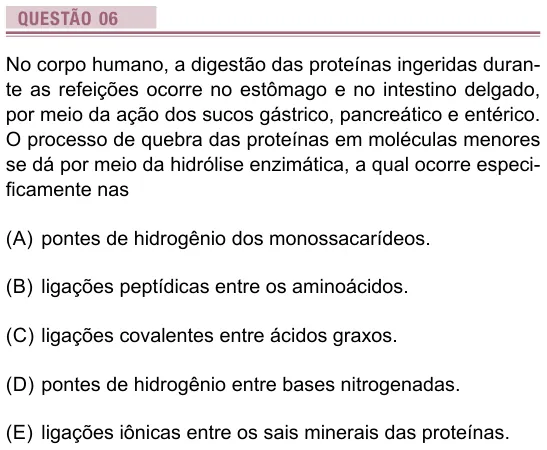 QUESTÃO 06
No corpo humano, a digestão das proteínas ingeridas duran-
te as refeições ocorre no estômago e no intestino delgado,
por meio da ação dos sucos gástrico, pancreático e entérico.
O processo de quebra das proteínas em moléculas menores
se dá por meio da hidrólise enzimática, a qual ocorre especi-
ficamente nas
(A) pontes de hidrogênio dos monossacarídeos.
(B) ligações peptídicas entre os aminoácidos.
(C) ligações covalentes entre ácidos graxos.
(D) pontes de hidrogênio entre bases nitrogenadas.
(E) ligações iônicas entre os sais minerais das proteínas.